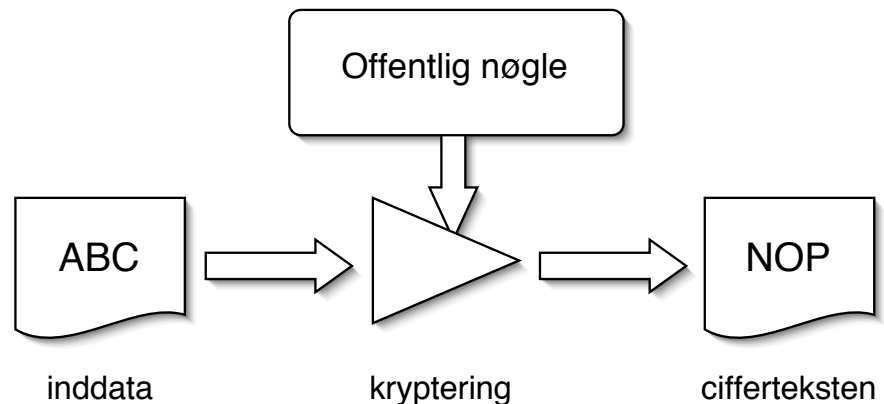 Offentlig nøgle
ABC
NOP
inddata
kryptering
cifferteksten